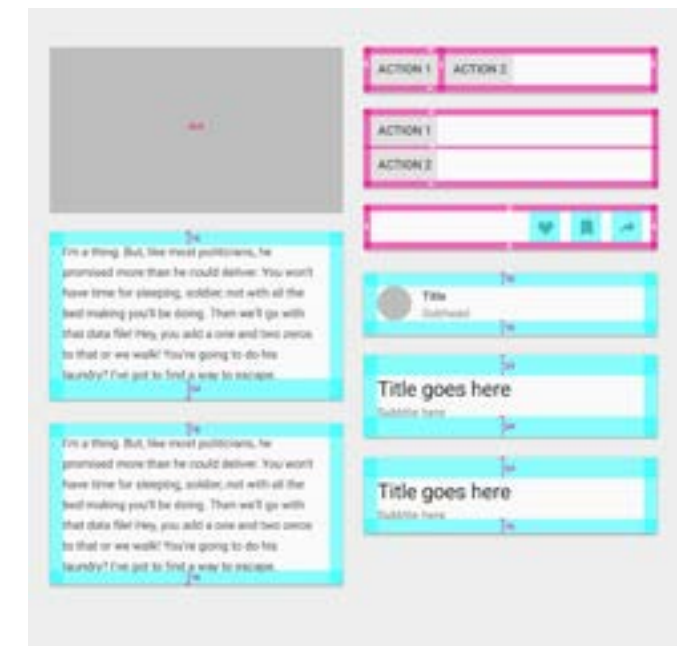 I'm a thing. But, like most politicians, he
promised more than he could deliver. You won't
have time for sleeping, soldier, not with all the
bed making you'll be doing. Then we'll go with
that data file! Hey, you add a one and two zeros
to that or we walk! You're going to do his
laundry? I've got to find a way to escape.
I'm a thing. But, like most politicians, he
promised more than he could deliver. You won't
have time for sleeping, soldier, not with all the
bed making you'll be doing. Then we'll go with
that data file! Hey, you add a one and two zeros
to that or we walk! You're going to do his
laundry? I've got to find a way to escape.
ACTION 1 ACTION 2
ACTION 1
ACTION 2
Title
Subhead
Title goes here
Subtitle here
Title goes here
Subtitle here